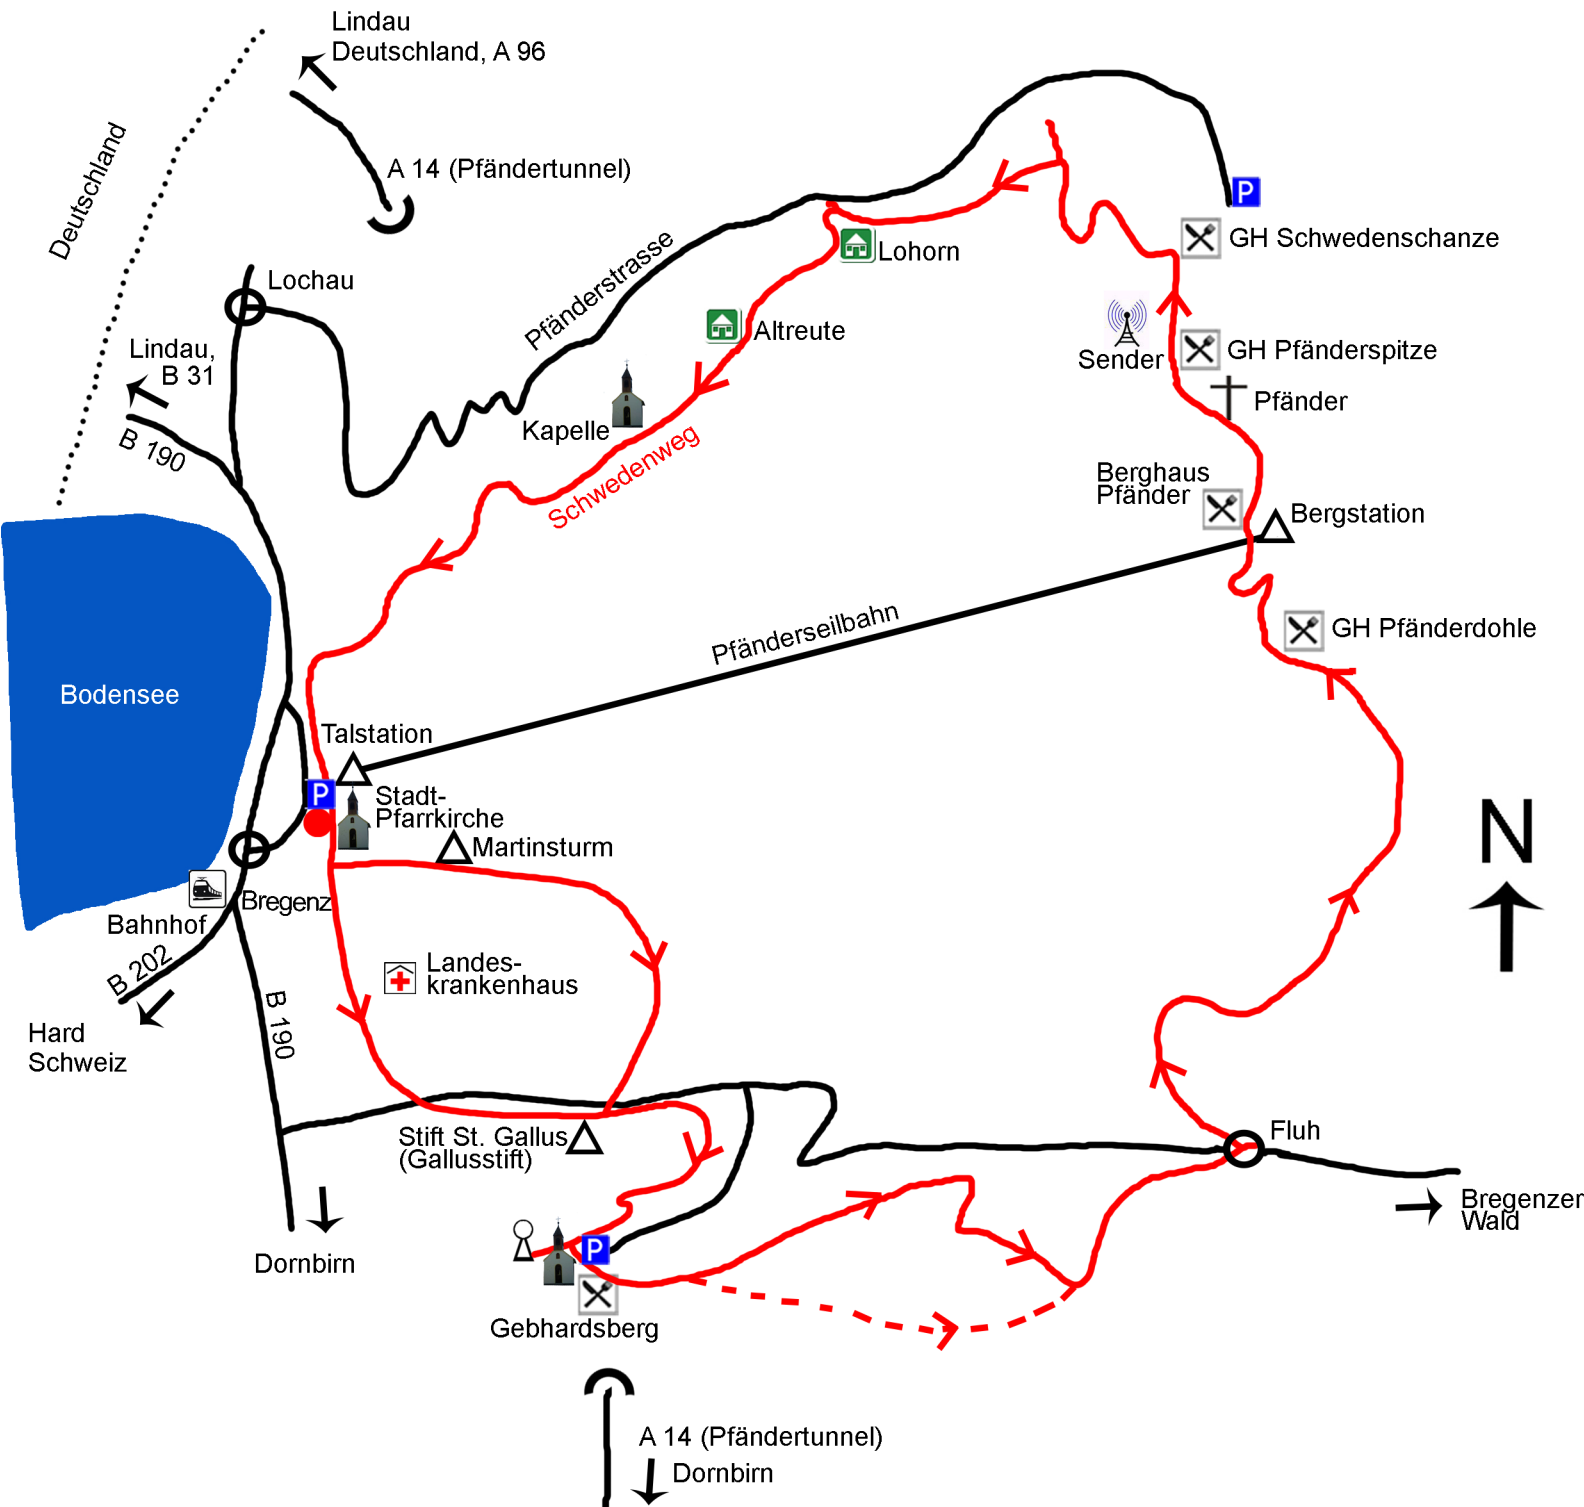 Lindau
Deutschland, A 96
Deutschland
A 14 (Pfändertunnel)
P
GH Schwedenschanze
Lohorn
Pfänderstrasse
Lochau
Altreute
Lindau,
B 31
Sender
GH Pfänderspitze
Pfänder
Kapelle
B 190
Schwedenweg
Berghaus
Pfänder
Bergstation
Pfänderseilbahn
GH Pfänderdohle
Bodensee
Talstation
P
Stadt-
Pfarrkirche
Martinsturm
N
Bregenz
Bahnhof
B 202
Landes-
krankenhaus
B 190
Hard
Schweiz
Stift St. Gallus
(Gallusstift)
Fluh
Bregenzer
Wald
P
Dornbirn
Gebhardsberg
A 14 (Pfändertunnel)
Dornbirn